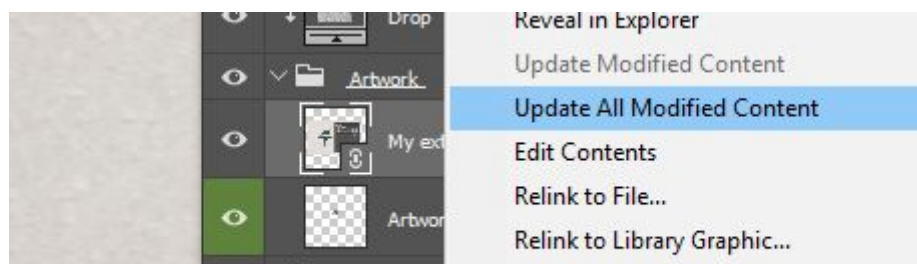 Drop
Artwork
My ext
Artwor
Reveal in Explorer
Update Modified Content
Update All Modified Content
Edit Contents
Relink to File...
Relink to Library Graphic...